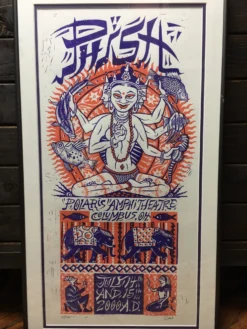 PHISH
POLARIS AMPHITHEATRE
COLUMBUS, OH
JULY 14
AND 15
2000 A.D.